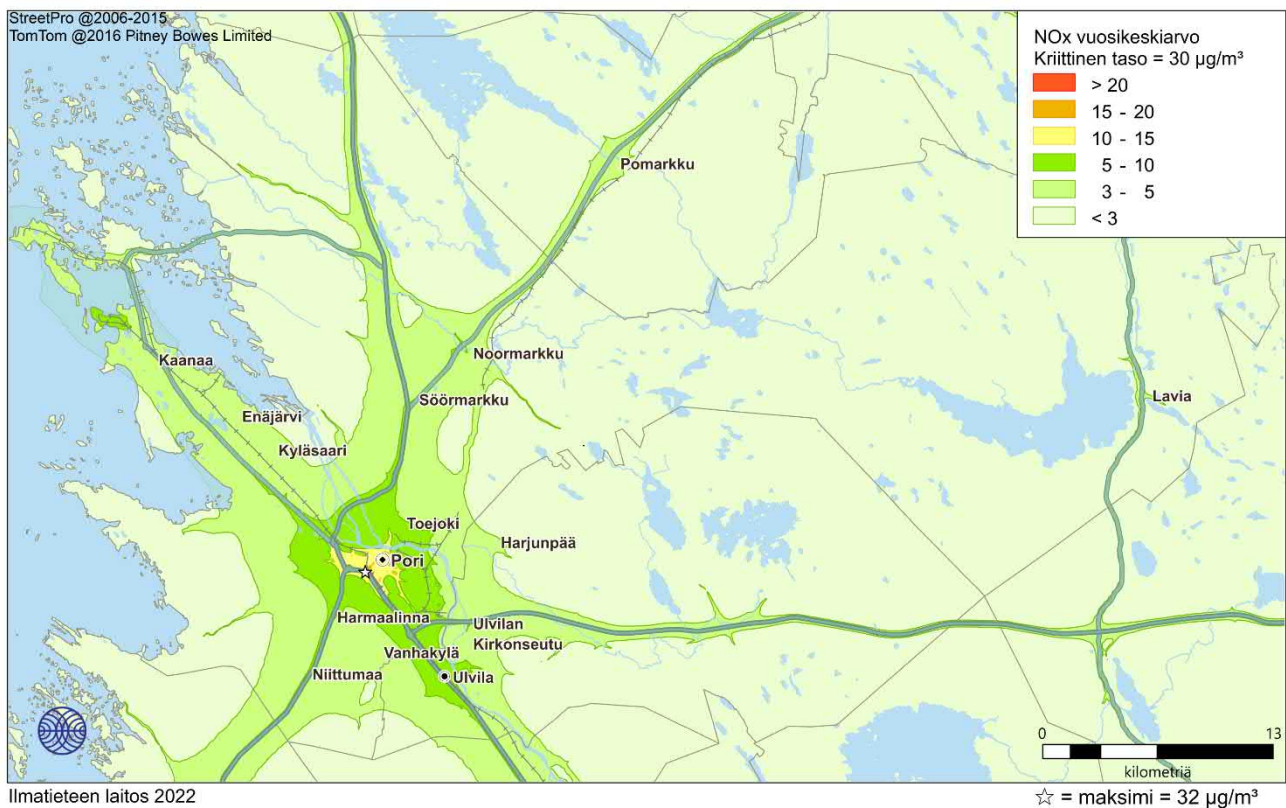 StreetPro @2006-2015
TomTom @2016 Pitney Bowes Limited
NOx vuosikeskiarvo
Kriittinen taso = 30 µg/m³
> 20
15 - 20
10 - 15
5 - 10
3 - 5
< 3
Pomarkku
Kaanaa
Noormarkku
Söörmarkku
Lavia
Enäjärvi
Kyläsaari
Toejoki
Harjunpää
Pori
Harmaalinna
Ulvilan
Kirkonseutu
Vanhakylä
Niittumaa
Ulvila
0 13
kilometriä
Ilmatieteen laitos 2022
☆ = maksimi = 32 µg/m³